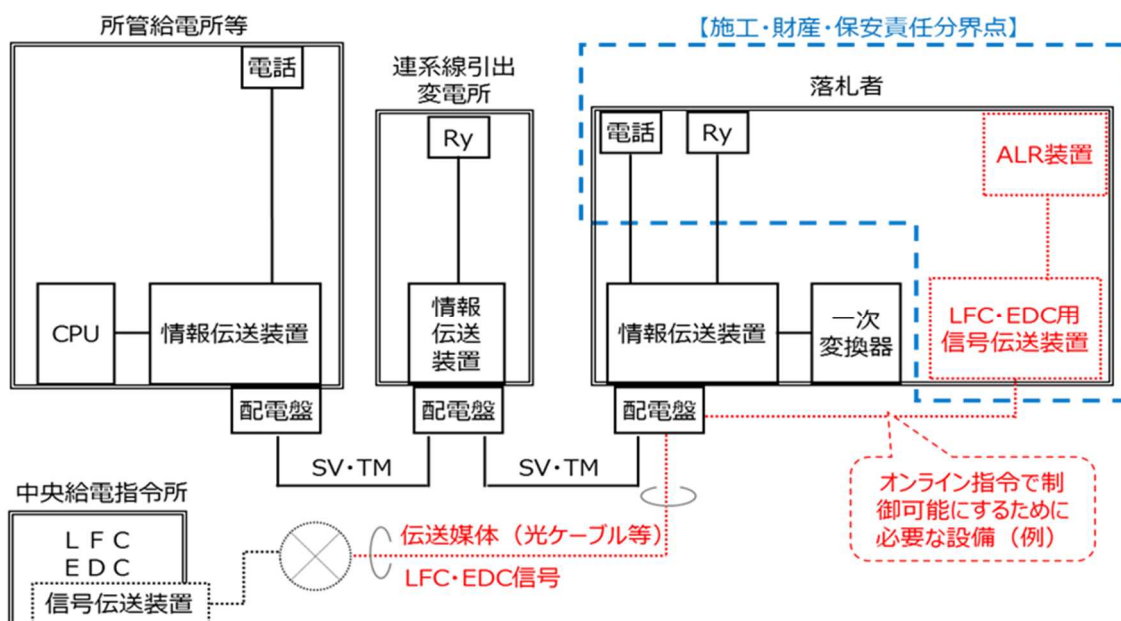 所管給電所等
【施工・財産・保安責任分界点】
電話
連系線引出
変電所
落札者
Ry
電話
Ry
ALR装置
CPU
情報伝送装置
情報
伝送
装置
情報伝送装置
一次
変換器
LFC・EDC用
信号伝送装置
配電盤
配電盤
配電盤
SV・TM
SV・TM
オンライン指令で制
御可能にするために
必要な設備（例）
中央給電指令所
LFC
EDC
信号伝送装置
伝送媒体（光ケーブル等）
LFC・EDC信号